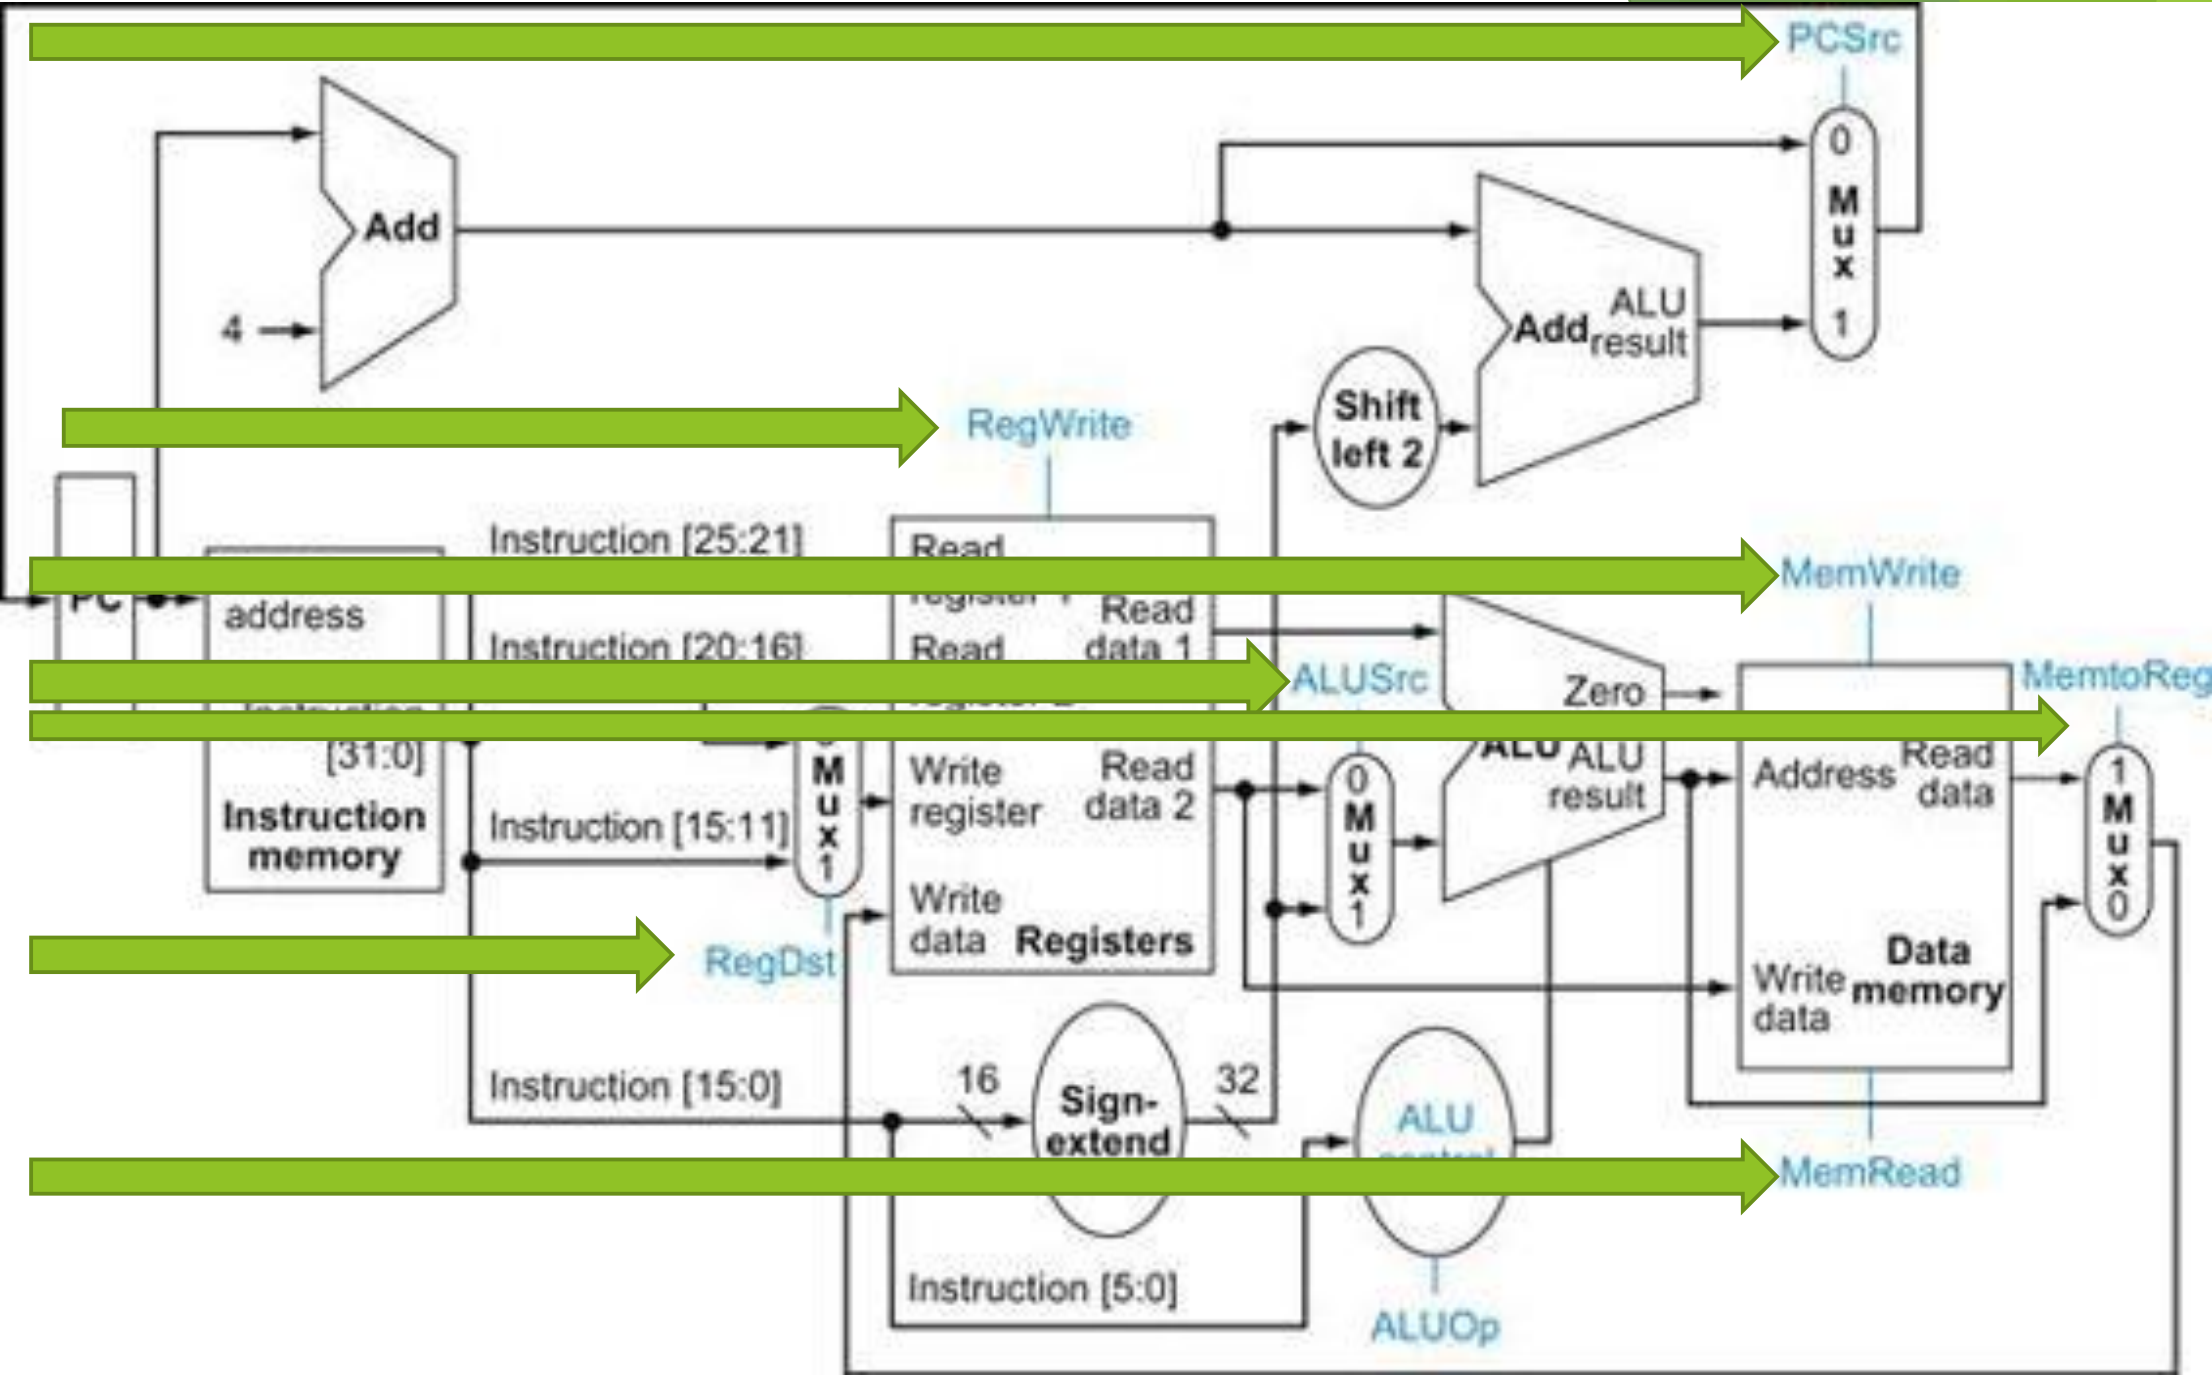 PCSrc
0
M
u
x
1
Add
4
Add
ALU
result
Shift
left 2
RegWrite
Instruction [25:21]
Read
MemWrite
PC
address
Read
data 1
Instruction [20:16]
Read
ALUSrc
Zero
MemtoReg
[31:0]
Instruction
memory
M
u
x
1
Instruction [15:11]
Write
register
Read
data 2
Write
data
Registers
0
M
u
x
1
ALU
ALU
result
Address
Read
data
Write
data
Data
memory
1
M
u
x
0
RegDst
Instruction [15:0]
16
Sign-
extend
32
ALU
MemRead
Instruction [5:0]
ALUOp